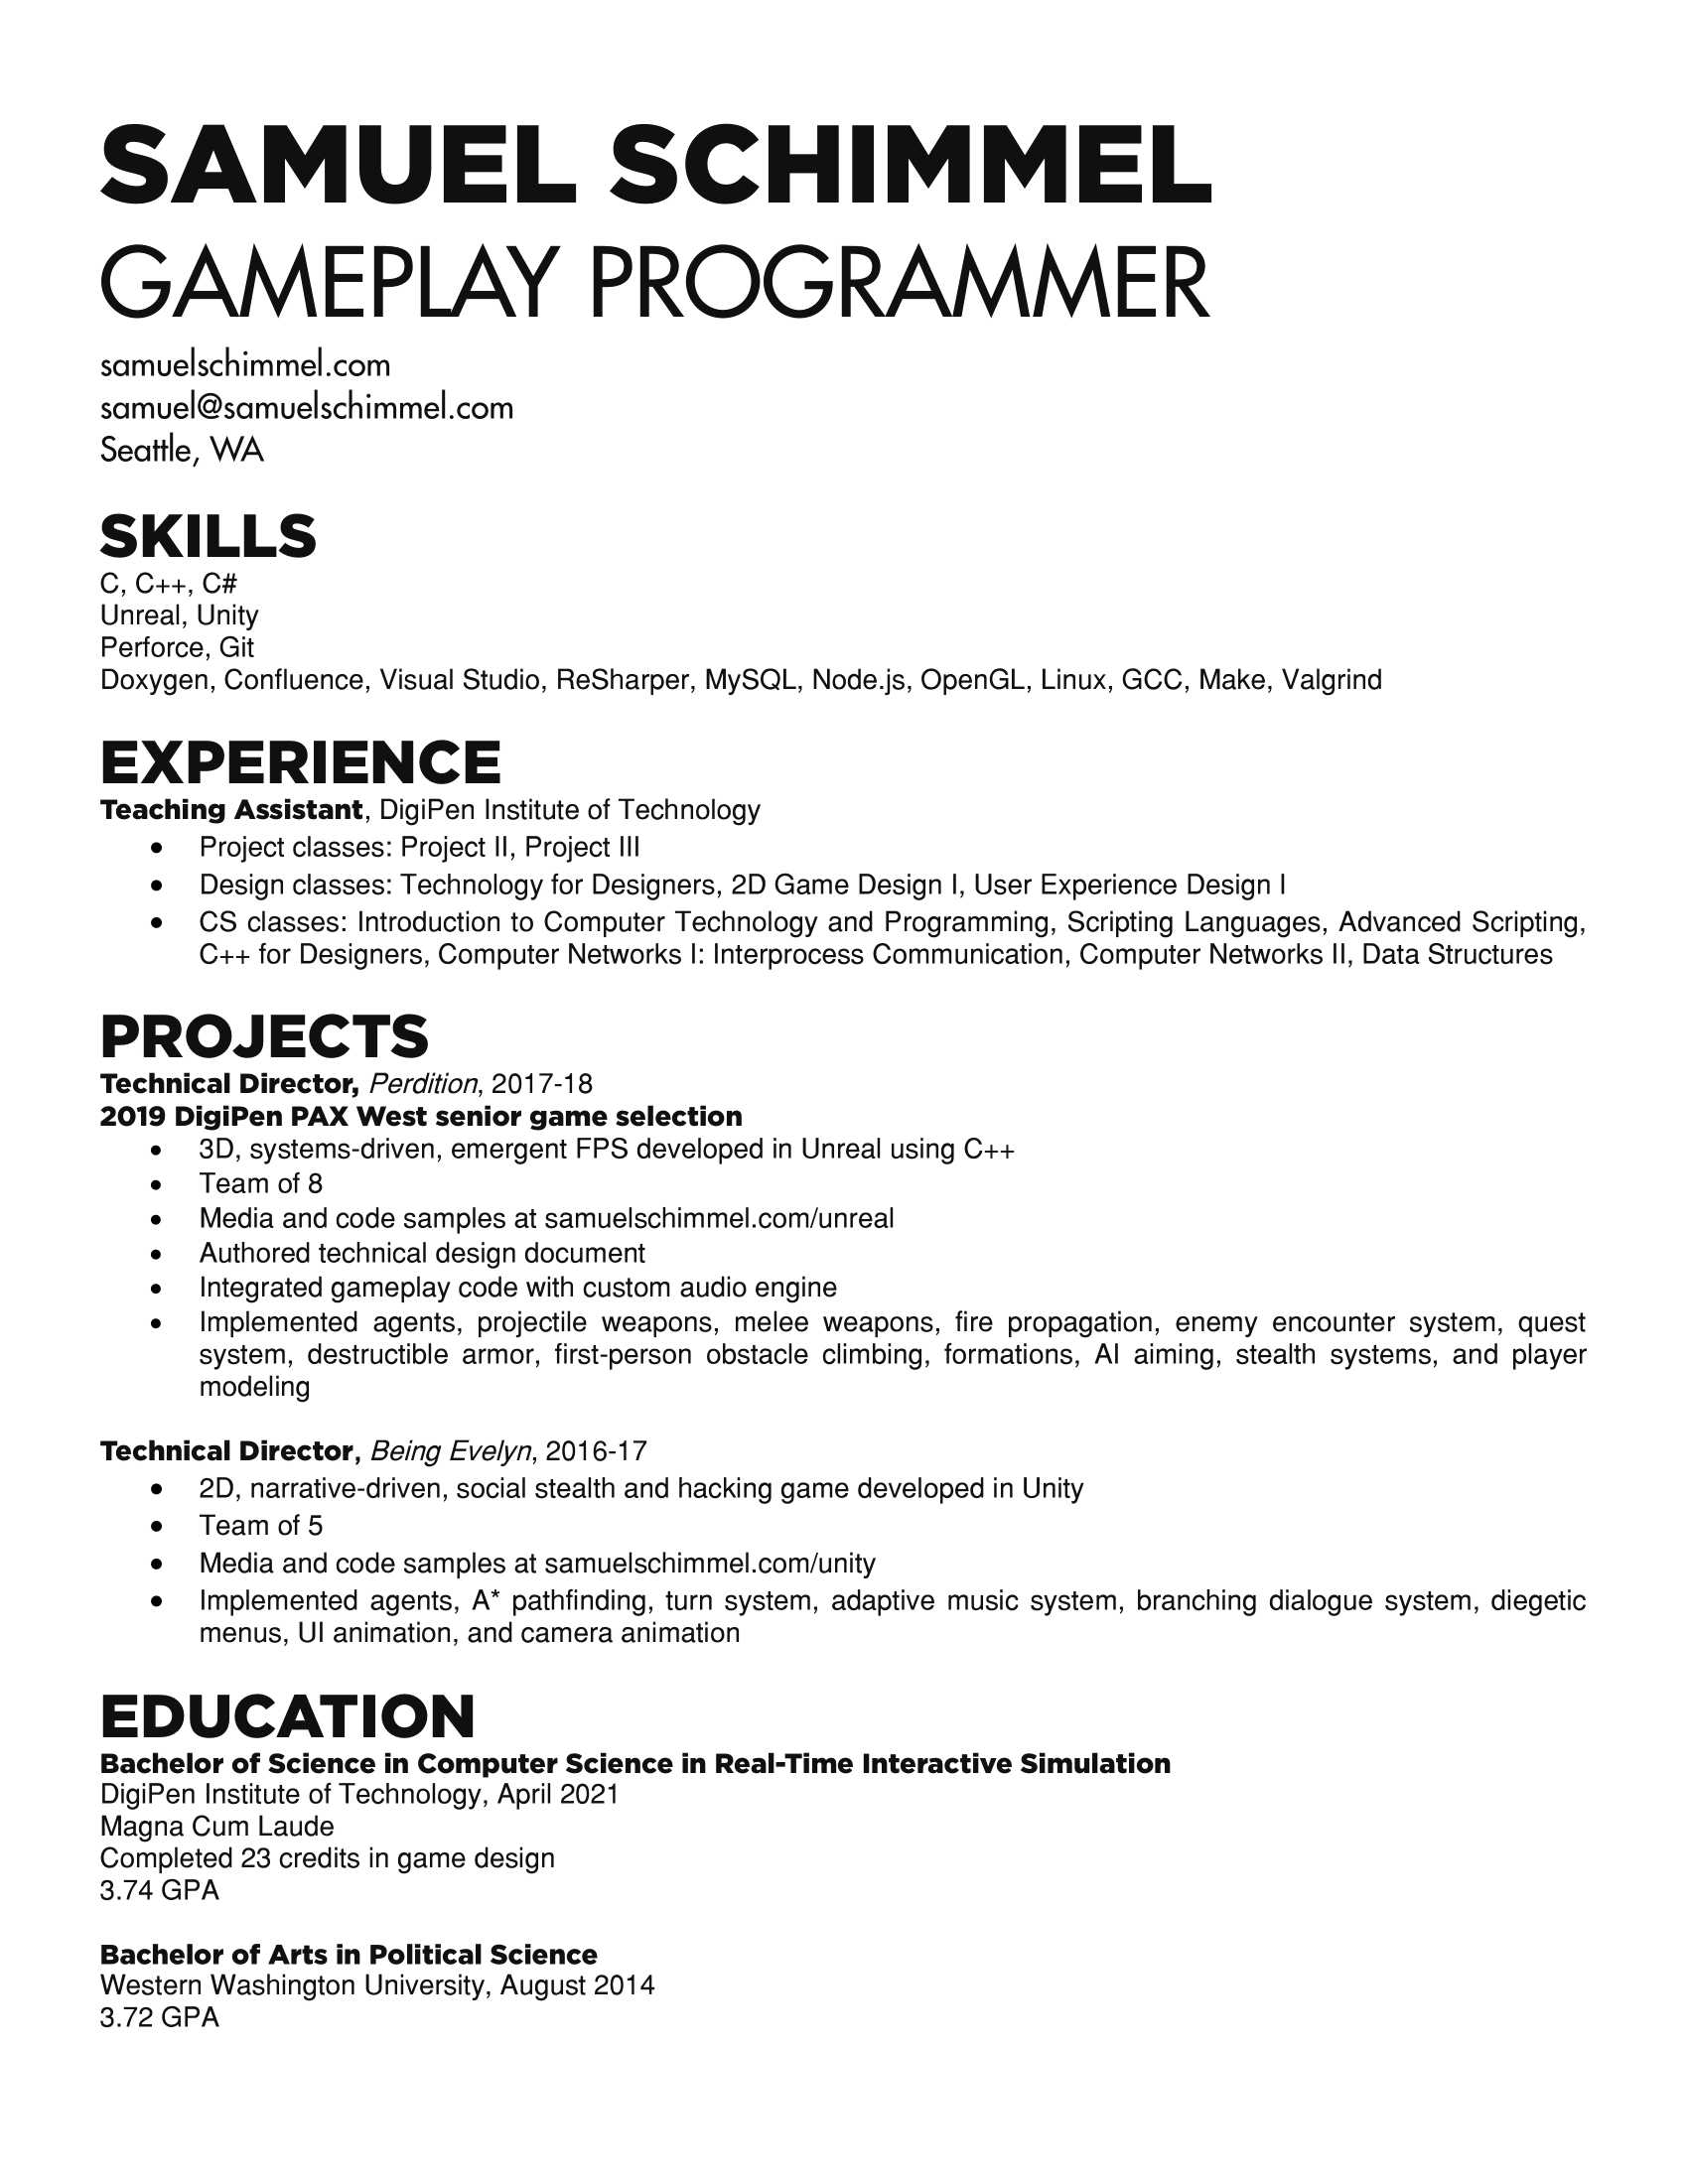 SAMUEL SCHIMMEL
GAMEPLAY PROGRAMMER
samuelschimmel.com
samuel@samuelschimmel.com
Seattle, WA
SKILLS
C, C++, C#
Unreal, Unity
Perforce, Git
Doxygen, Confluence, Visual Studio, ReSharper, MySQL, Node.js, OpenGL, Linux, GCC, Make, Valgrind
EXPERIENCE
Teaching Assistant, DigiPen Institute of Technology
• Project classes: Project II, Project III
• Design classes: Technology for Designers, 2D Game Design I, User Experience Design I
• CS classes: Introduction to Computer Technology and Programming, Scripting Languages, Advanced Scripting,
C++ for Designers, Computer Networks I: Interprocess Communication, Computer Networks II, Data Structures
PROJECTS
Technical Director, Perdition, 2017-18
2019 DigiPen PAX West senior game selection
• 3D, systems-driven, emergent FPS developed in Unreal using C++
• Team of 8
• Media and code samples at samuelschimmel.com/unreal
• Authored technical design document
• Integrated gameplay code with custom audio engine
• Implemented agents, projectile weapons, melee weapons, fire propagation, enemy encounter system, quest
system, destructible armor, first-person obstacle climbing, formations, AI aiming, stealth systems, and player
modeling
Technical Director, Being Evelyn, 2016-17
• 2D, narrative-driven, social stealth and hacking game developed in Unity
• Team of 5
• Media and code samples at samuelschimmel.com/unity
• Implemented agents, A* pathfinding, turn system, adaptive music system, branching dialogue system, diegetic
menus, UI animation, and camera animation
EDUCATION
Bachelor of Science in Computer Science in Real-Time Interactive Simulation
DigiPen Institute of Technology, April 2021
Magna Cum Laude
Completed 23 credits in game design
3.74 GPA
Bachelor of Arts in Political Science
Western Washington University, August 2014
3.72 GPA